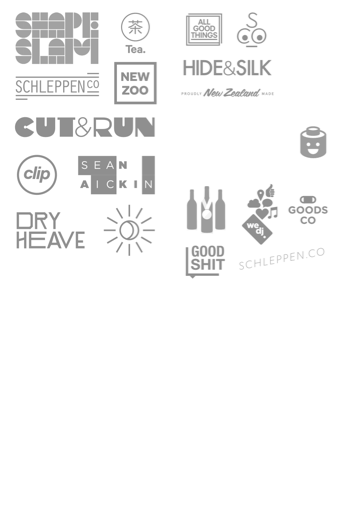 SHAPE
SLAM
茶
Tea.
SCHLEPPEN CO
NEW
ZOO
CUT&RUN
clip
SEAN
AICKIN
DRY
HEAVE
ALL
GOOD
THINGS
S
CO
HIDE&SILK
PROUDLY New Zealand MADE
we
dj.
GOODS
CO
GOOD
SHIT
SCHLEPPEN.CO